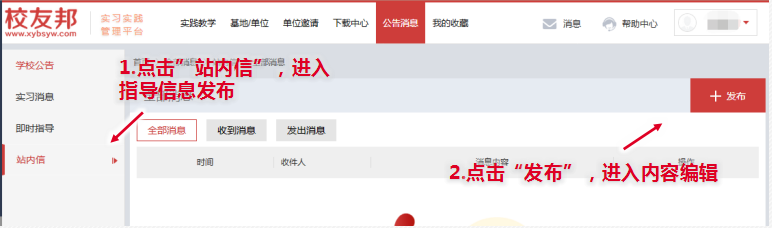 校友邦
www.xybsyw.com
实习实践
管理平台
实践教学 基地/单位 单位邀请 下载中心 公告消息 我的收藏 消息 帮助中心
学校公告
实习消息
即时指导
站内信
1.点击”站内信”，进入
指导信息发布
发布
全部消息 收到消息 发出消息
时间 收件人 消息内容 操作
2.点击“发布”，进入内容编辑